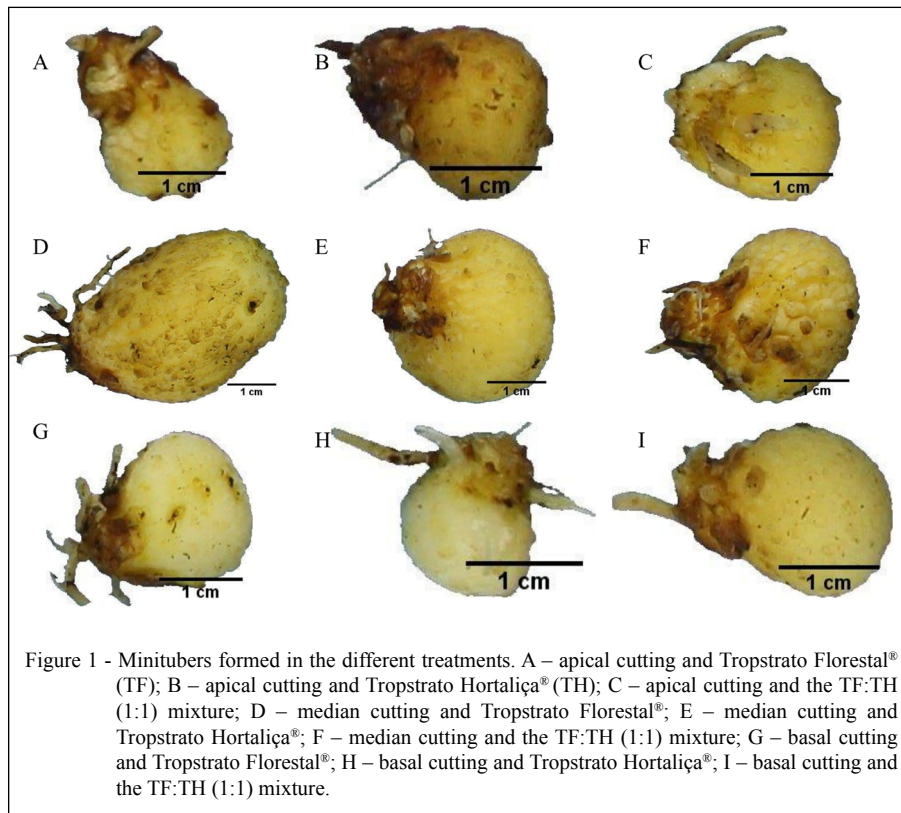 A
B
C
1 cm
1 cm
1 cm
D
E
F
1 cm
1 cm
1 cm
G
H
I
1 cm
1 cm
1 cm
Figure 1 - Minitubers formed in the different treatments. A – apical cutting and Tropstrato Florestal®
(TF); B – apical cutting and Tropstrato Hortaliça® (TH); C – apical cutting and the TF:TH
(1:1) mixture; D – median cutting and Tropstrato Florestal®; E – median cutting and
Tropstrato Hortaliça®; F – median cutting and the TF:TH (1:1) mixture; G – basal cutting
and Tropstrato Florestal®; H – basal cutting and Tropstrato Hortaliça®; I – basal cutting and
the TF:TH (1:1) mixture.